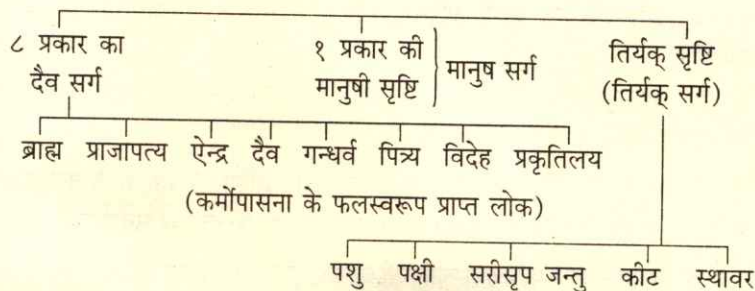 ८ प्रकार का
दैव सर्ग
१ प्रकार की
मानुषी सृष्टि
मानुष सर्ग
तिर्यक् सृष्टि
(तिर्यक् सर्ग)
ब्राह्म प्राजापत्य ऐन्द्र दैव गन्धर्व पित्र्य विदेह प्रकृतिलय
(कर्मोपासना के फलस्वरूप प्राप्त लोक)
पशु पक्षी सरीसृप जन्तु कीट स्थावर